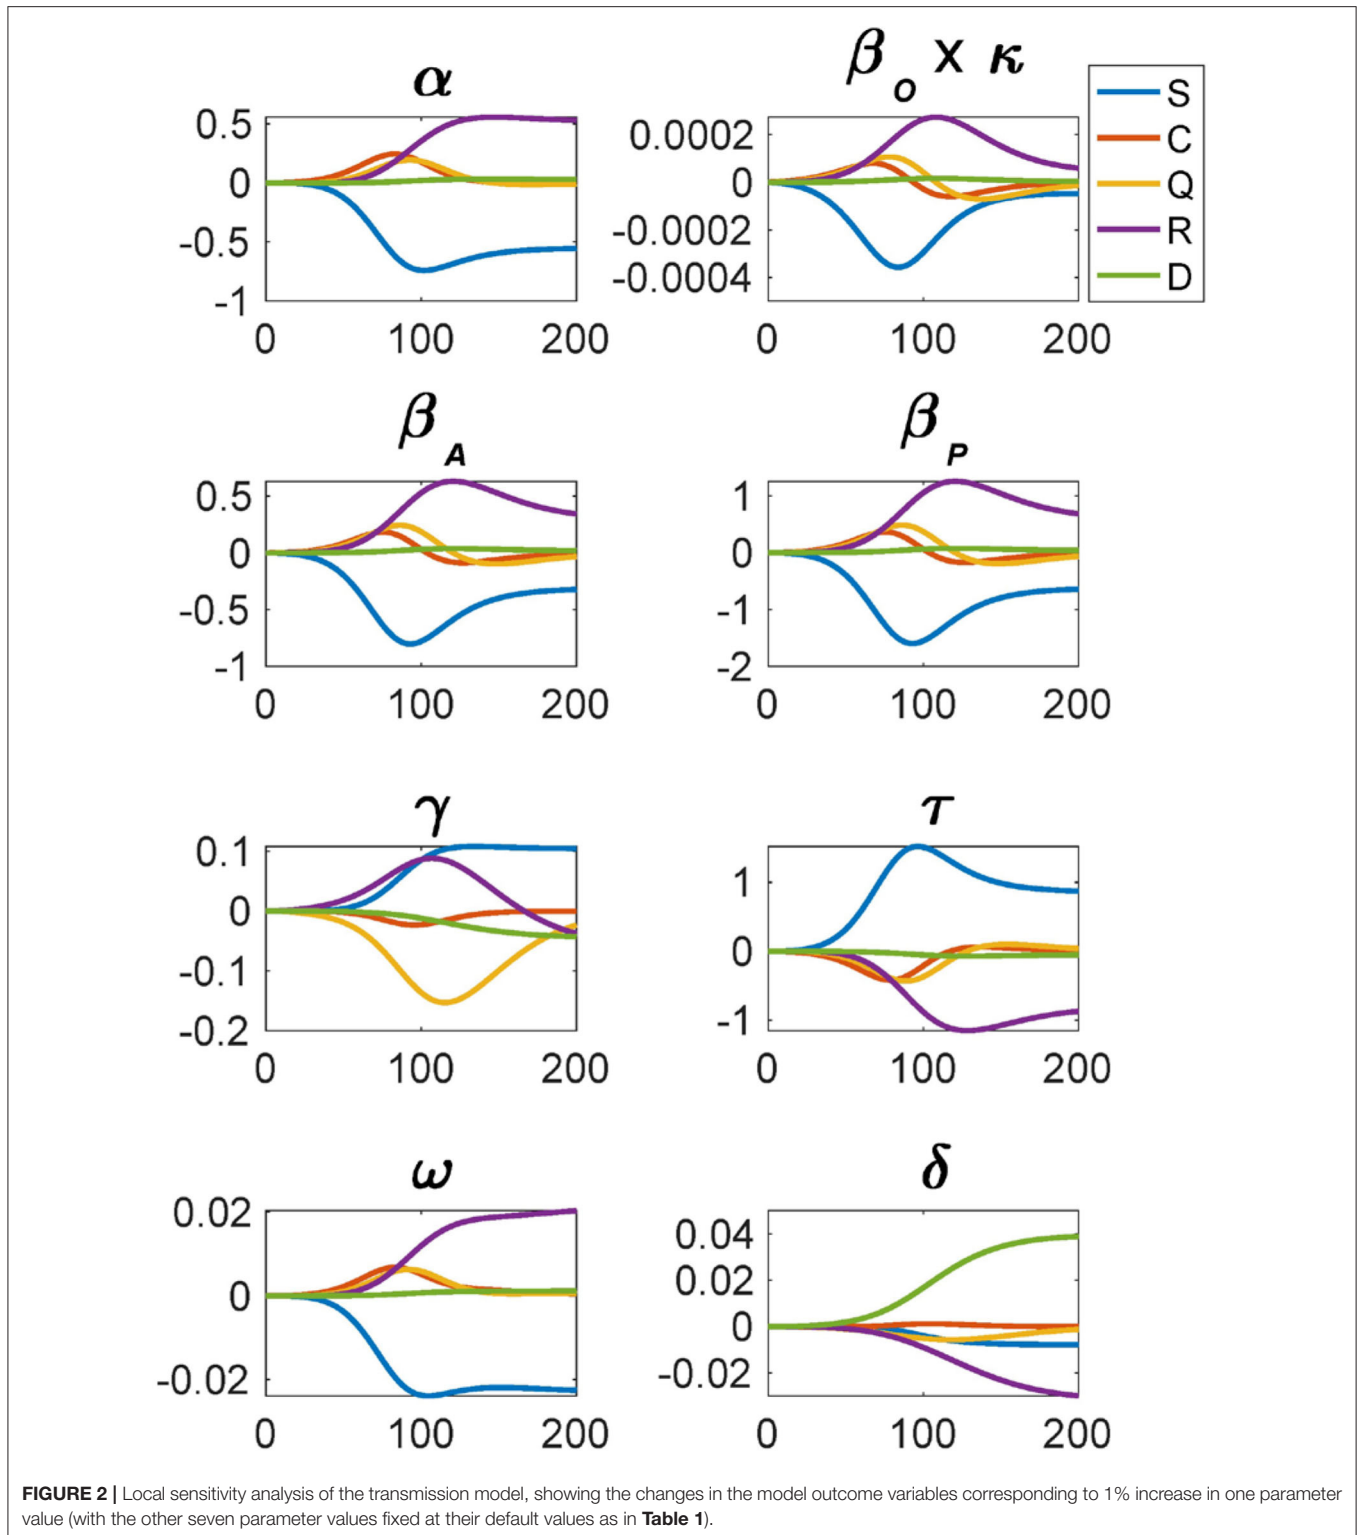 α
0.5
0
-0.5
-1
0 100 200
β_O x κ
0.0002
0
-0.0002
-0.0004
0 100 200
S
C
Q
R
D
β_A
0.5
0
-0.5
-1
0 100 200
β_P
1
0
-1
-2
0 100 200
γ
0.1
0
-0.1
-0.2
0 100 200
τ
1
0
-1
0 100 200
ω
0.02
0
-0.02
0 100 200
δ
0.04
0.02
0
-0.02
0 100 200
FIGURE 2 | Local sensitivity analysis of the transmission model, showing the changes in the model outcome variables corresponding to 1% increase in one parameter
value (with the other seven parameter values fixed at their default values as in Table 1).